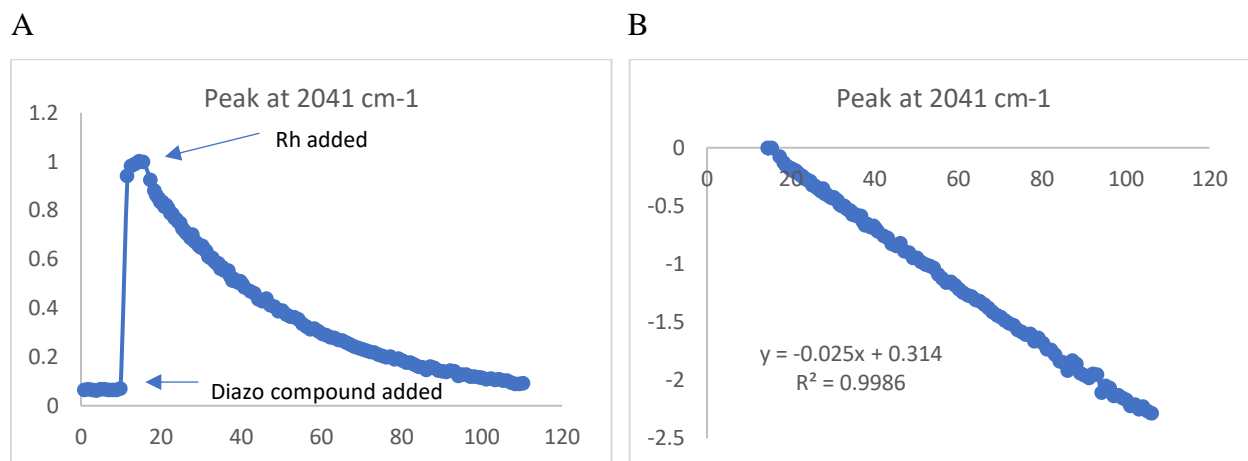 A
Peak at 2041 cm-1
1.2
1
0.8
0.6
0.4
0.2
0
Rh added
Diazo compound added
0 20 40 60 80 100 120
B
Peak at 2041 cm-1
0
-0.5
-1
-1.5
-2
-2.5
0 20 40 60 80 100 120
y = -0.025x + 0.314
R² = 0.9986